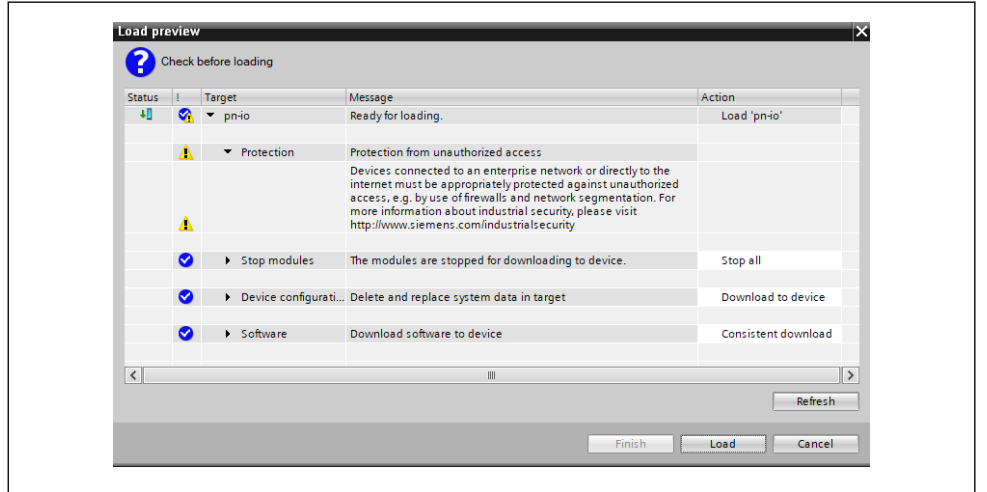 Load preview
Check before loading
Status ! Target Message Action
pn-io Ready for loading. Load 'pn-io'
Protection Protection from unauthorized access
Devices connected to an enterprise network or directly to the
internet must be appropriately protected against unauthorized
access, e.g. by use of firewalls and network segmentation. For
more information about industrial security, please visit
http://www.siemens.com/industrialsecurity
Stop modules The modules are stopped for downloading to device. Stop all
Device configurati... Delete and replace system data in target Download to device
Software Download software to device Consistent download
Refresh
Finish Load Cancel